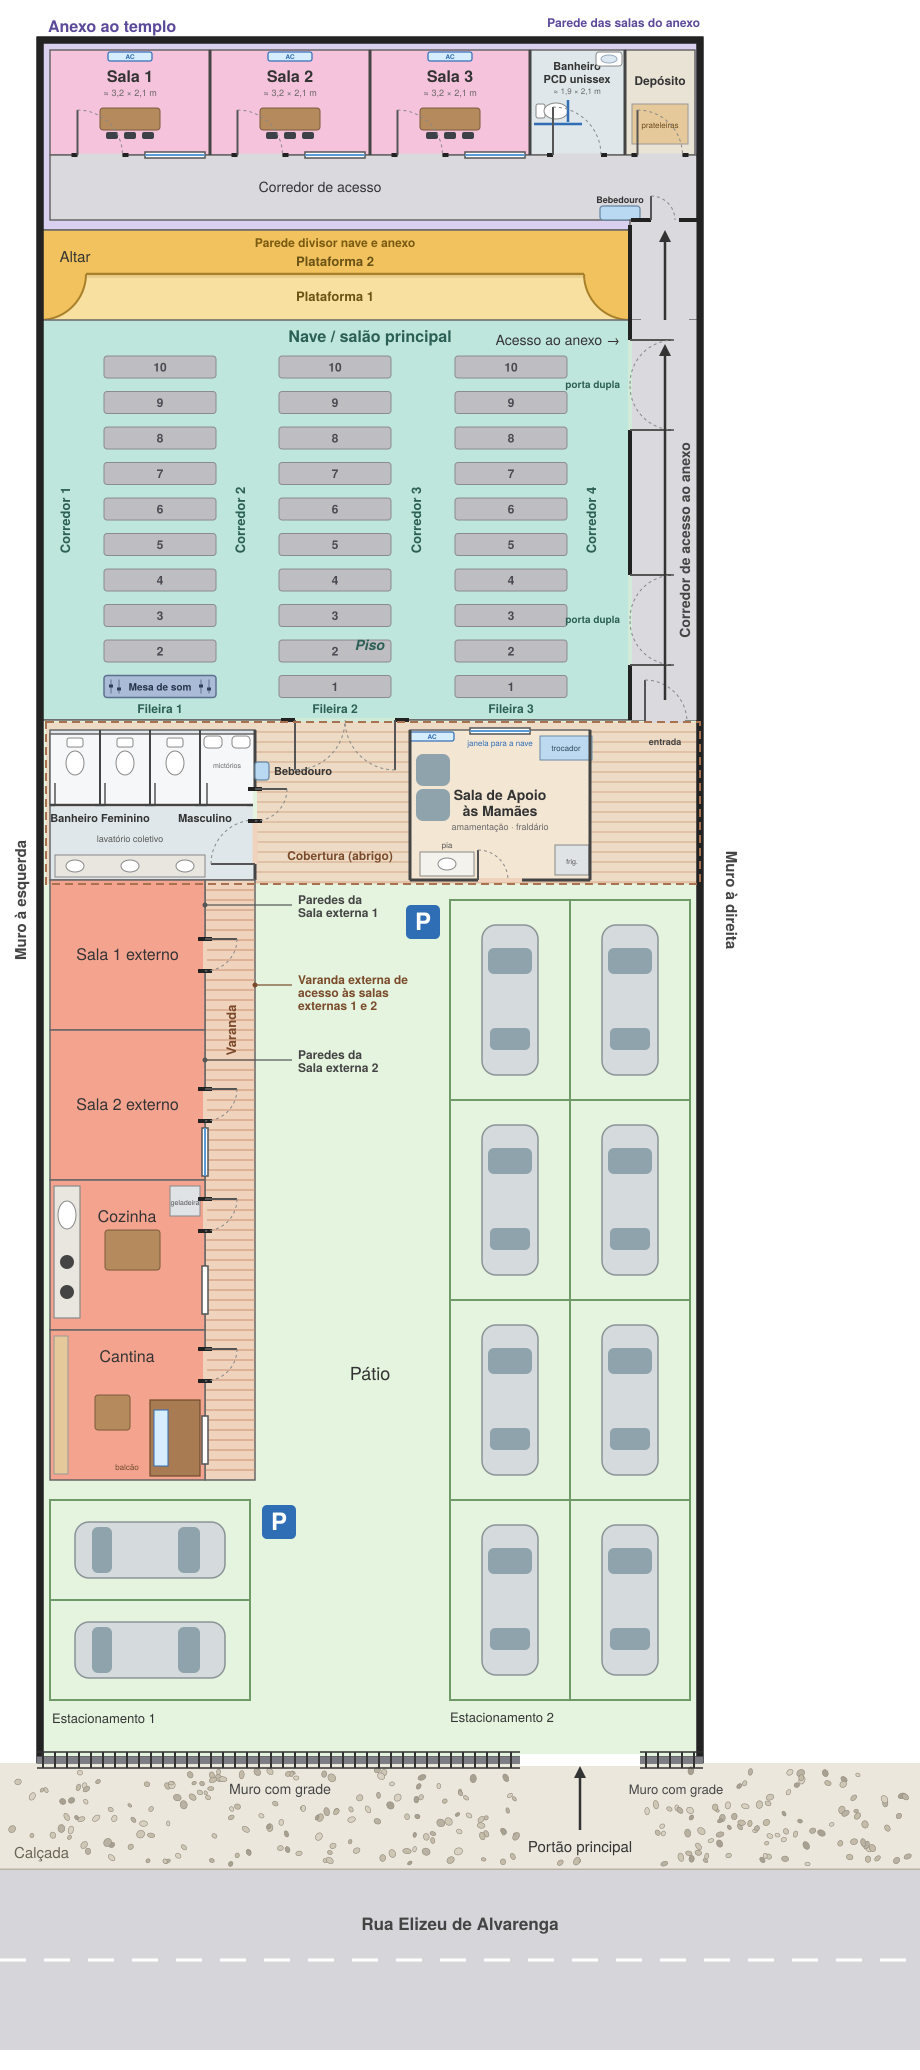 Anexo ao templo
Parede das salas do anexo
AC
AC
AC
Sala 1
≈ 3,2 × 2,1 m
Sala 2
≈ 3,2 × 2,1 m
Sala 3
≈ 3,2 × 2,1 m
Banheiro
PCD unissex
≈ 1,9 × 2,1 m
Depósito
prateleiras
Corredor de acesso
Bebedouro
Parede divisor nave e anexo
Altar
Plataforma 2
Plataforma 1
Nave / salão principal
Acesso ao anexo →
10
10
10
porta dupla
9
9
9
8
8
8
7
7
7
6
6
6
Corredor 1
Corredor 2
Corredor 3
Corredor 4
Corredor de acesso ao anexo
5
5
5
4
4
4
3
3
3
porta dupla
2
2
Piso
2
Mesa de som
1
1
Fileira 1
Fileira 2
Fileira 3
AC
janela para a nave
trocador
entrada
mictórios
Bebedouro
Sala de Apoio
às Mamães
amamentação · fraldário
Banheiro Feminino
Masculino
lavatório coletivo
Cobertura (abrigo)
pia
frig.
Muro à esquerda
Muro à direita
Paredes da
Sala externa 1
P
Sala 1 externo
Varanda externa de
acesso às salas
externas 1 e 2
Varanda
Paredes da
Sala externa 2
Sala 2 externo
geladeira
Cozinha
Cantina
Pátio
balcão
P
Estacionamento 1
Estacionamento 2
Muro com grade
Muro com grade
Portão principal
Calçada
Rua Elizeu de Alvarenga